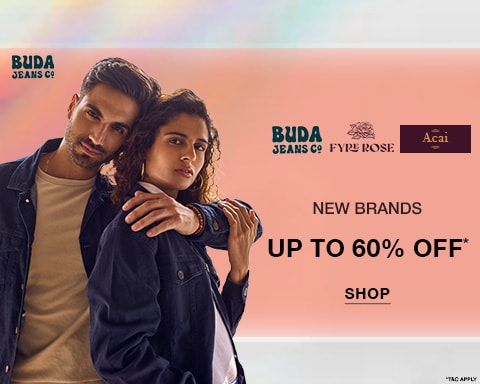 BUDA
JEANS Co
BUDA
JEANS Co
FYRE ROSE
Acai
NEW BRANDS
UP TO 60% OFF*
SHOP
*T&C APPLY